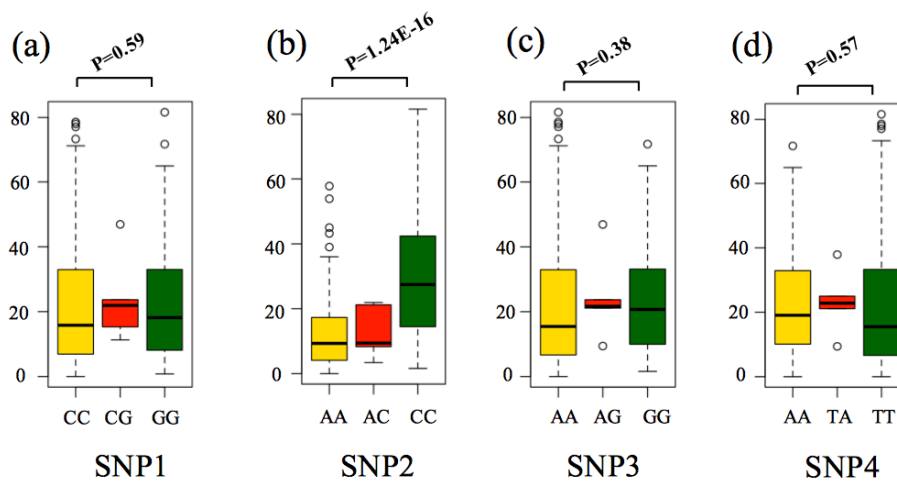 (a) P=0.59 (b) P=1.24E-16 (c) P=0.38 (d) P=0.57
80 80 80 80
60 60 60 60
40 40 40 40
20 20 20 20
0 0 0 0
CC CG GG AA AC CC AA AG GG AA TA TT
SNP1 SNP2 SNP3 SNP4